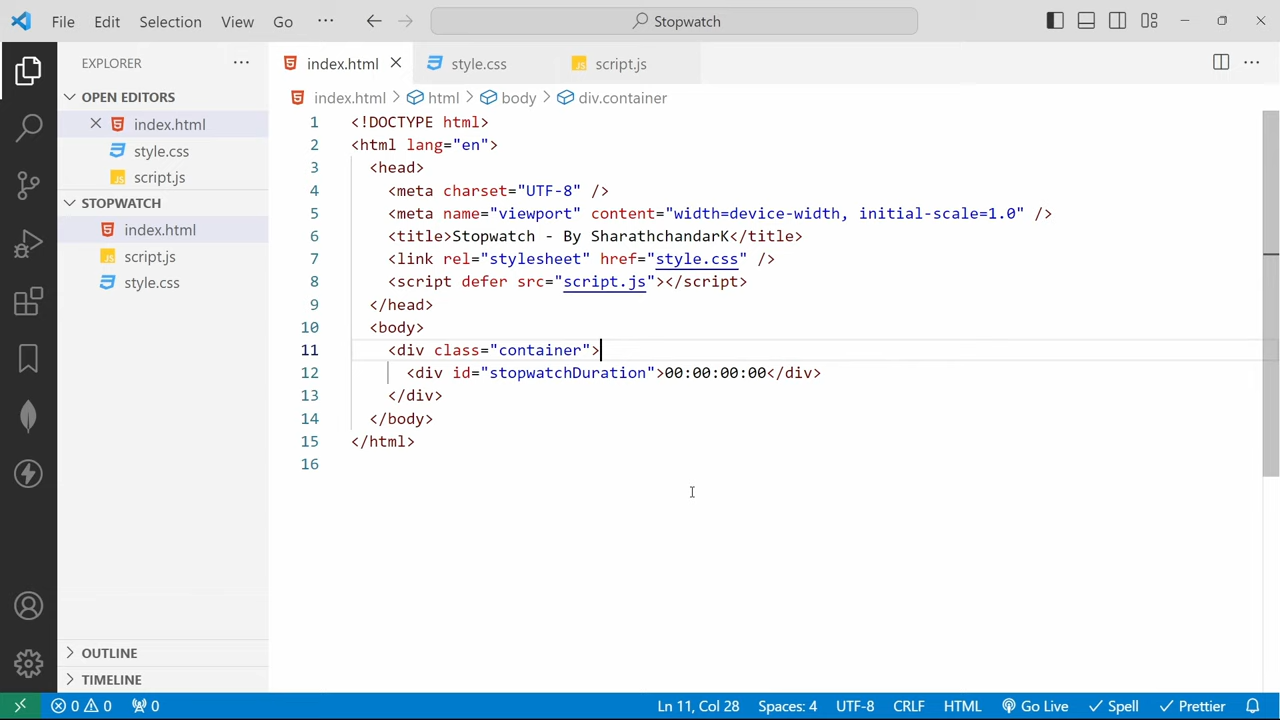 File Edit Selection View Go ··· Stopwatch
EXPLORER ···
OPEN EDITORS
index.html
style.css
script.js
STOPWATCH
index.html
script.js
style.css
OUTLINE
TIMELINE
index.html style.css script.js
index.html > html > body > div.container
1 <!DOCTYPE html>
2 <html lang="en">
3 <head>
4 <meta charset="UTF-8" />
5 <meta name="viewport" content="width=device-width, initial-scale=1.0" />
6 <title>Stopwatch - By SharathchandarK</title>
7 <link rel="stylesheet" href="style.css" />
8 <script defer src="script.js"></script>
9 </head>
10 <body>
11 <div class="container">
12 <div id="stopwatchDuration">00:00:00:00</div>
13 </div>
14 </body>
15 </html>
16
0 0 0 Ln 11, Col 28 Spaces: 4 UTF-8 CRLF HTML Go Live Spell Prettier